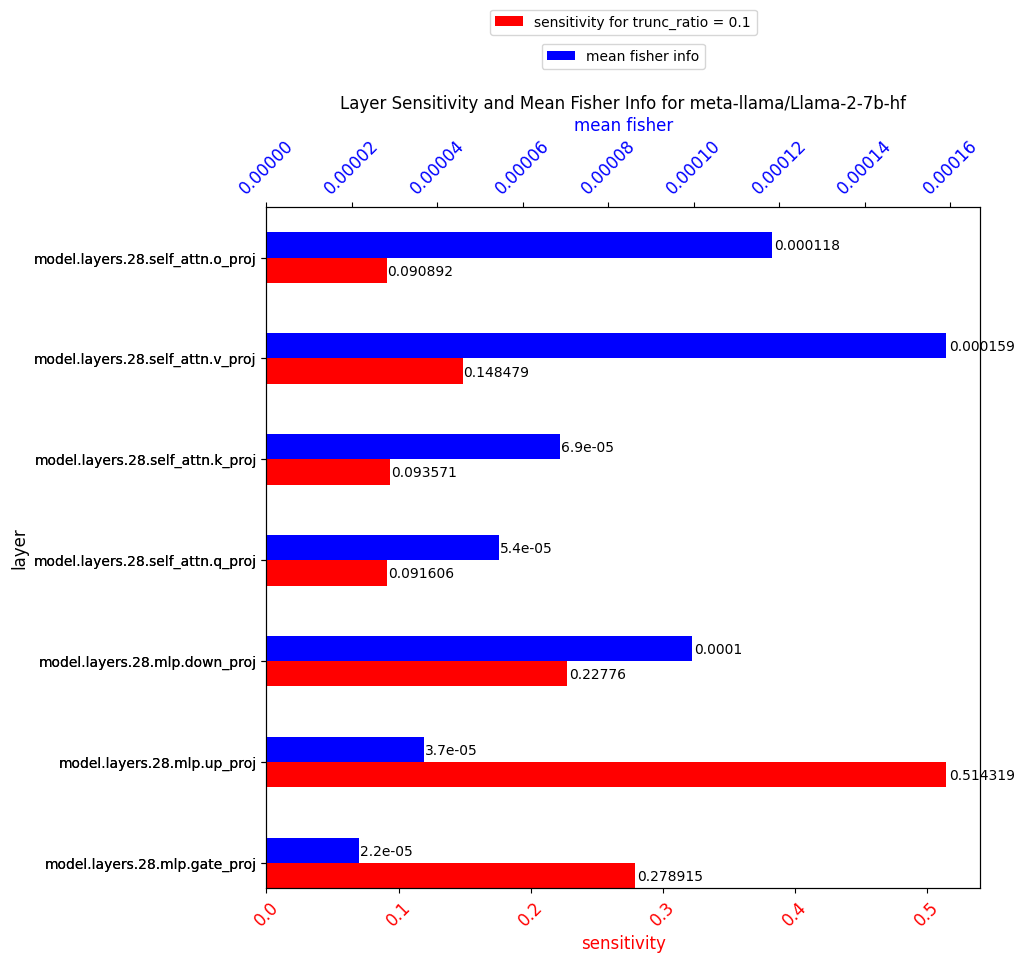 sensitivity for trunc_ratio = 0.1
mean fisher info
Layer Sensitivity and Mean Fisher Info for meta-llama/Llama-2-7b-hf
mean fisher
0.00000 0.00002 0.00004 0.00006 0.00008 0.00010 0.00012 0.00014 0.00016
model.layers.28.self_attn.o_proj
0.000118
0.090892
model.layers.28.self_attn.v_proj
0.000159
0.148479
model.layers.28.self_attn.k_proj
6.9e-05
0.093571
layer
model.layers.28.self_attn.q_proj
5.4e-05
0.091606
model.layers.28.mlp.down_proj
0.0001
0.22776
model.layers.28.mlp.up_proj
3.7e-05
0.514319
model.layers.28.mlp.gate_proj
2.2e-05
0.278915
0.0 0.1 0.2 0.3 0.4 0.5
sensitivity